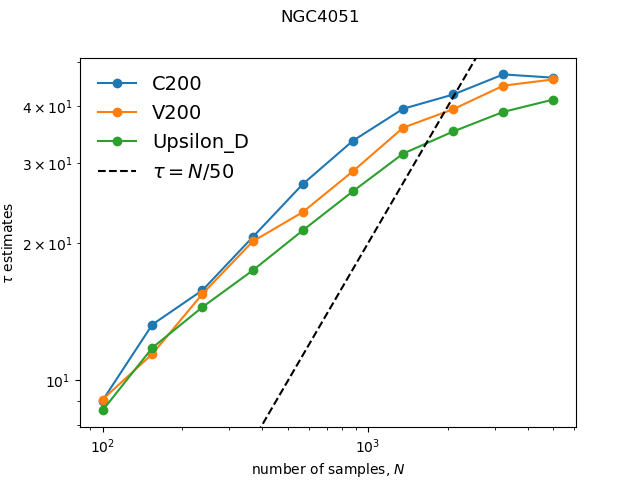 NGC4051
C200
V200
Upsilon_D
τ = N/50
4 × 10¹
3 × 10¹
2 × 10¹
10¹
τ estimates
10² 10³
number of samples, N